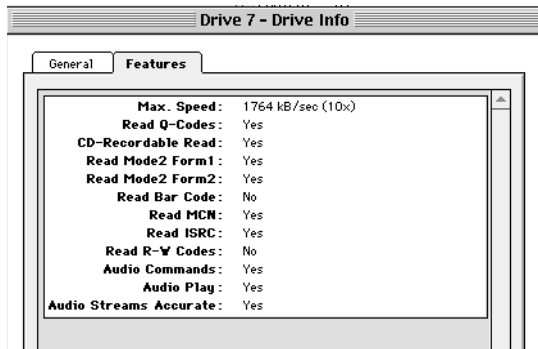 Drive 7 - Drive Info
General Features
Max. Speed: 1764 kB/sec (10x)
Read Q-Codes: Yes
CD-Recordable Read: Yes
Read Mode2 Form1: Yes
Read Mode2 Form2: Yes
Read Bar Code: No
Read MCN: Yes
Read ISRC: Yes
Read R-W Codes: No
Audio Commands: Yes
Audio Play: Yes
Audio Streams Accurate: Yes